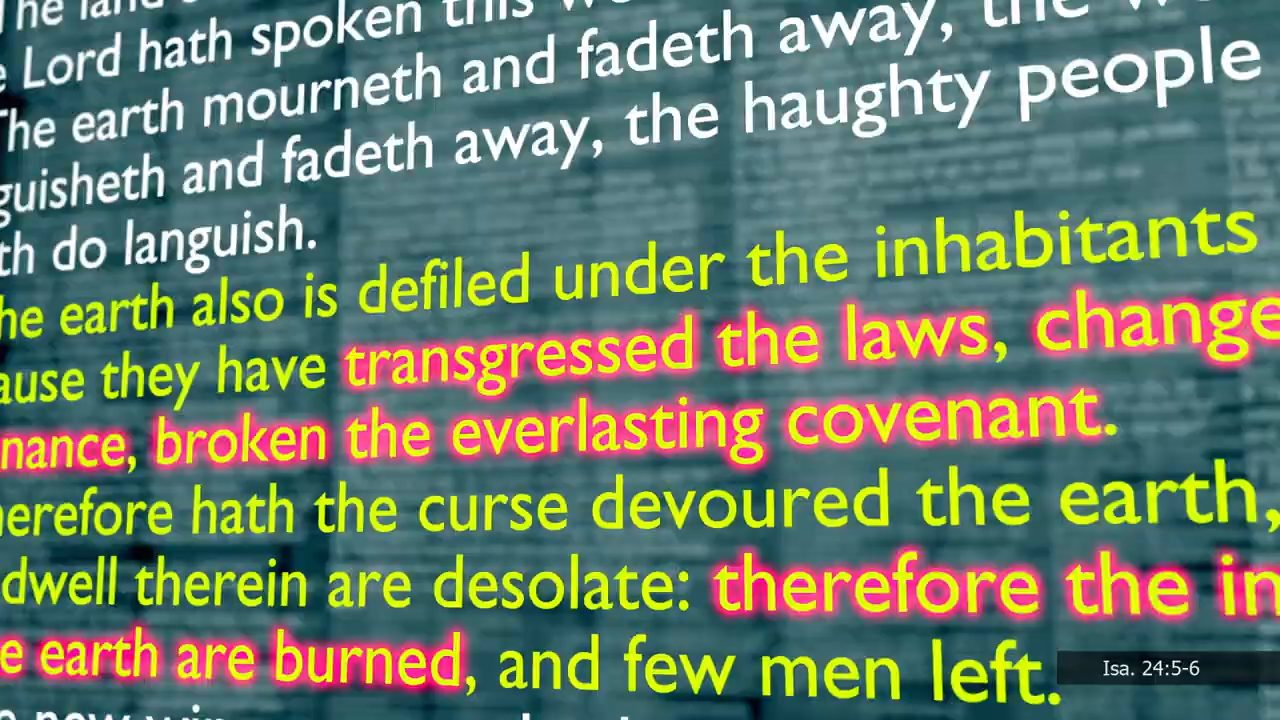 The land
Lord hath spoken this
The earth mourneth and fadeth away, the
guisheth and fadeth away, the haughty people
th do languish.
he earth also is defiled under the inhabitants
ause they have transgressed the laws, change
nance, broken the everlasting covenant.
herefore hath the curse devoured the earth,
dwell therein are desolate: therefore the in
e earth are burned, and few men left.
Isa. 24:5-6